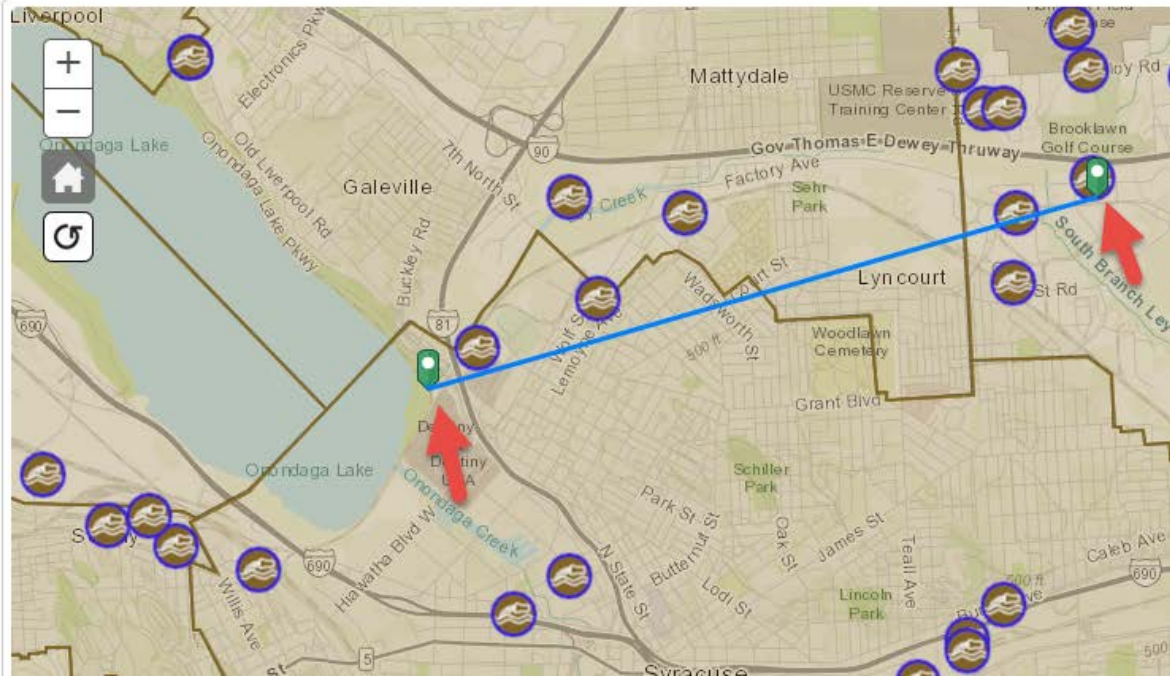 Liverpool
Electronics Pkwy
Mattydale
USMC Reserve
Training Center
Brooklawn
Golf Course
Onondaga Lake
Old Liverpool Rd
Onondaga Lake Pkwy
7th North St
90
Gov Thomas E Dewey Thruway
Factory Ave
Galeville
Sehr
Park
Creek
Buckley Rd
South Branch
Lyncourt
Court St
Wadsworth St
St Rd
690
81
Wolf St
Lemoyne Ave
500 ft
Woodlawn
Cemetery
Grant Blvd
Onondaga Lake
Destiny
USA
Schiller
Park
Onondaga Creek
Park St
Butternut St
Oak St
James St
Teall Ave
Caleb Ave
690
Hiawatha Blvd W
N State St
Lodi St
Lincoln
Park
500 ft
690
Willis Ave
5
St
Syracuse
500